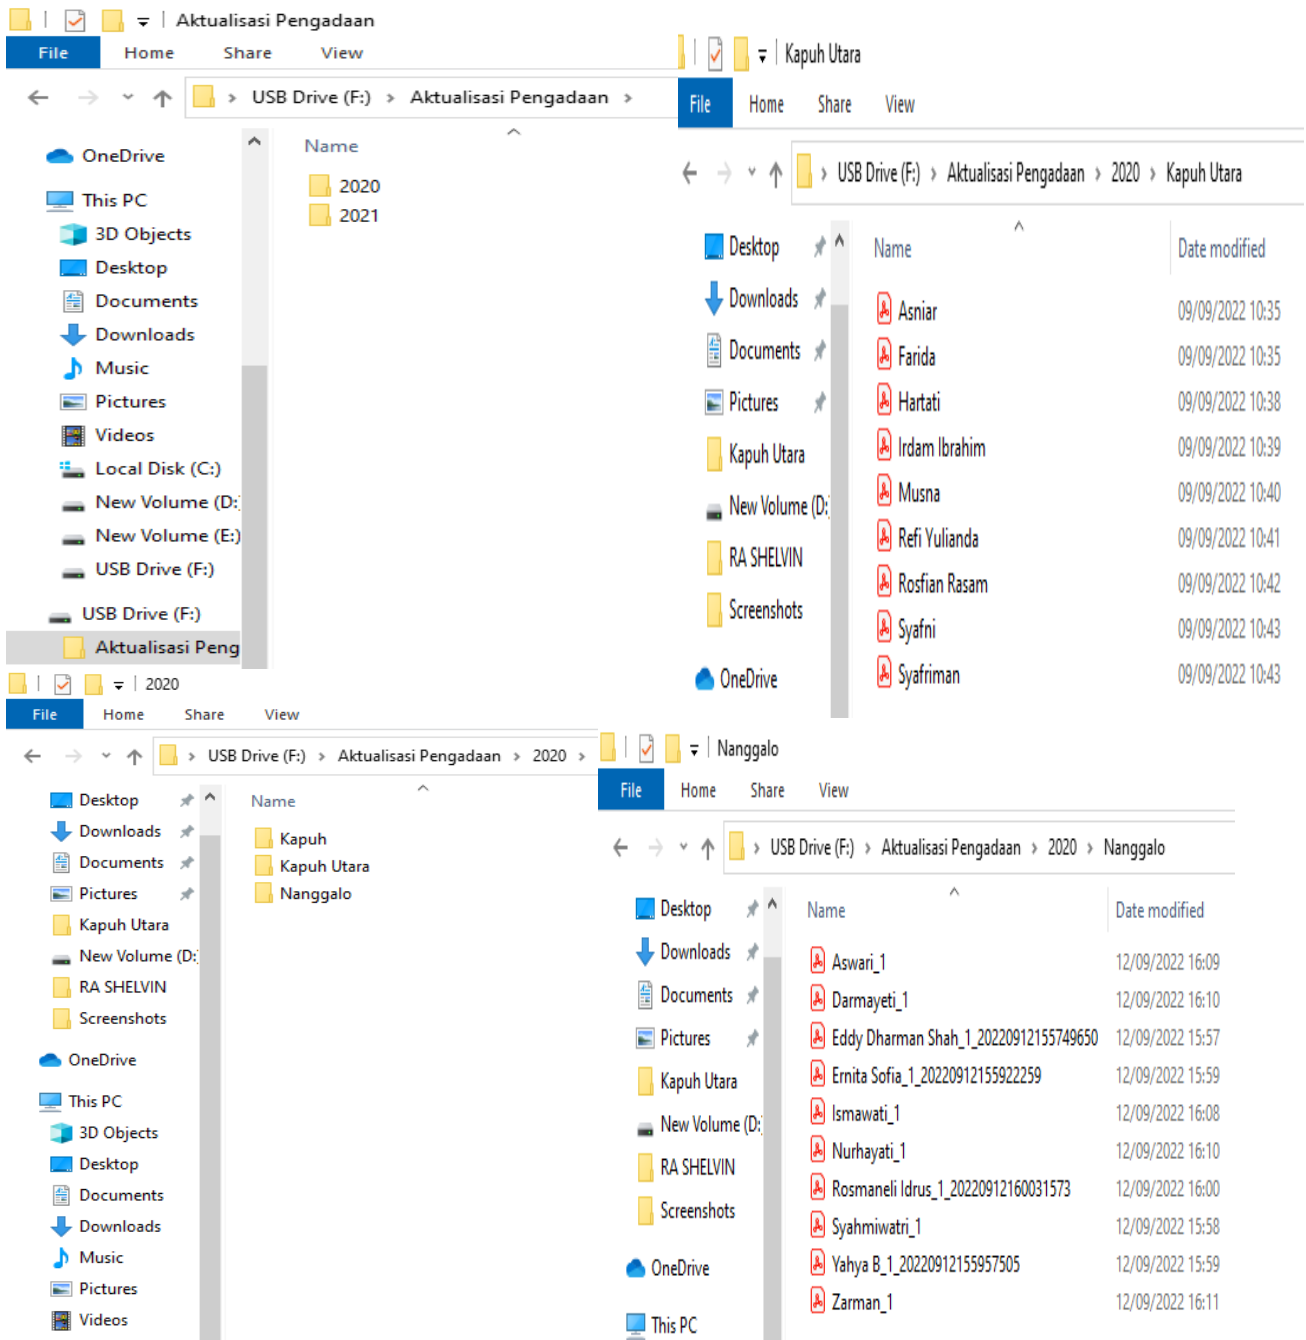 Aktualisasi Pengadaan
File Home Share View
USB Drive (F:) > Aktualisasi Pengadaan >
OneDrive
This PC
3D Objects
Desktop
Documents
Downloads
Music
Pictures
Videos
Local Disk (C:)
New Volume (D:
New Volume (E:)
USB Drive (F:)
USB Drive (F:)
Aktualisasi Peng
Name
2020
2021
Kapuh Utara
File Home Share View
> USB Drive (F:) > Aktualisasi Pengadaan > 2020 > Kapuh Utara
Desktop
Downloads
Documents
Pictures
Kapuh Utara
New Volume (D:
RA SHELVIN
Screenshots
OneDrive
Name Date modified
Asniar 09/09/2022 10:35
Farida 09/09/2022 10:35
Hartati 09/09/2022 10:38
Irdam Ibrahim 09/09/2022 10:39
Musna 09/09/2022 10:40
Refi Yulianda 09/09/2022 10:41
Rosfian Rasam 09/09/2022 10:42
Syafni 09/09/2022 10:43
Syafriman 09/09/2022 10:43
2020
File Home Share View
> USB Drive (F:) > Aktualisasi Pengadaan > 2020 >
Desktop
Downloads
Documents
Pictures
Kapuh Utara
New Volume (D:
RA SHELVIN
Screenshots
OneDrive
This PC
3D Objects
Desktop
Documents
Downloads
Music
Pictures
Videos
Name
Kapuh
Kapuh Utara
Nanggalo
Nanggalo
File Home Share View
> USB Drive (F:) > Aktualisasi Pengadaan > 2020 > Nanggalo
Desktop
Downloads
Documents
Pictures
Kapuh Utara
New Volume (D:
RA SHELVIN
Screenshots
OneDrive
This PC
Name Date modified
Aswari_1 12/09/2022 16:09
Darmayeti_1 12/09/2022 16:10
Eddy Dharman Shah_1_20220912155749650 12/09/2022 15:57
Ernita Sofia_1_20220912155922259 12/09/2022 15:59
Ismawati_1 12/09/2022 16:08
Nurhayati_1 12/09/2022 16:10
Rosmaneli Idrus_1_20220912160031573 12/09/2022 16:00
Syahmiwatri_1 12/09/2022 15:58
Yahya B_1_20220912155957505 12/09/2022 15:59
Zarman_1 12/09/2022 16:11